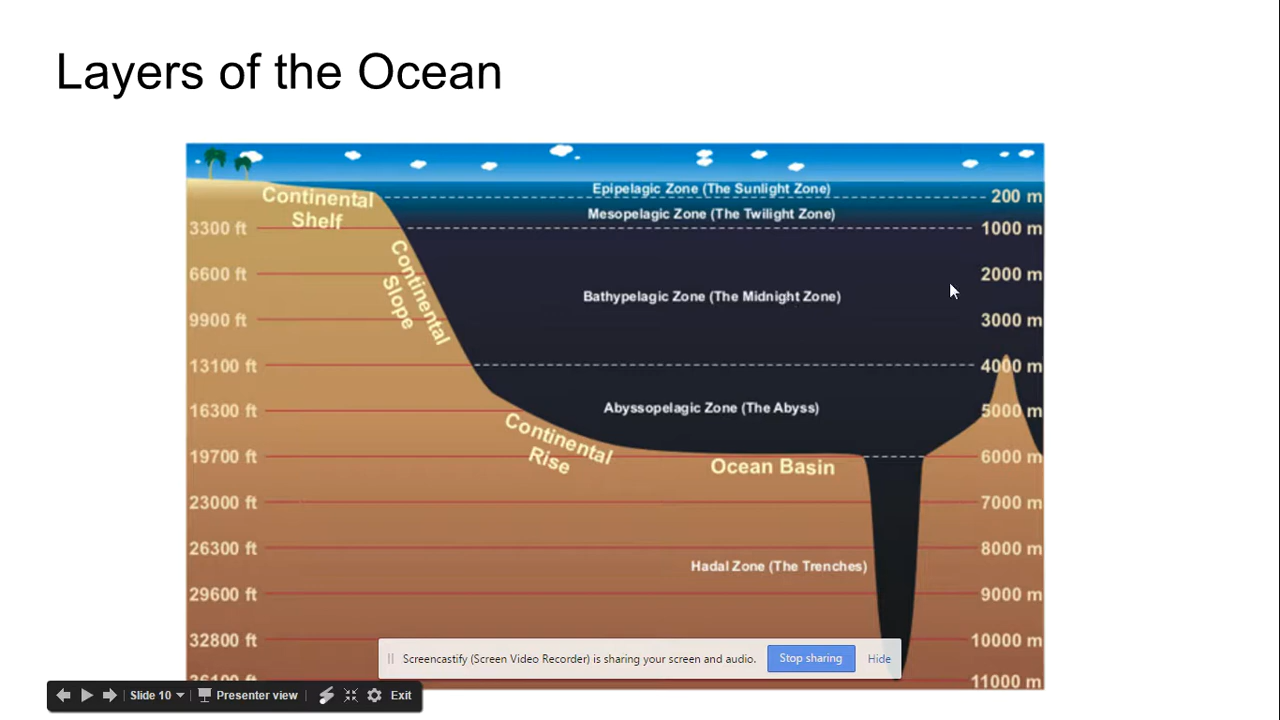 Layers of the Ocean
Epipelagic Zone (The Sunlight Zone)
Continental
Shelf
200 m
Mesopelagic Zone (The Twilight Zone)
3300 ft
1000 m
Continental
Slope
6600 ft
2000 m
Bathypelagic Zone (The Midnight Zone)
9900 ft
3000 m
13100 ft
4000 m
16300 ft
Abyssopelagic Zone (The Abyss)
5000 m
Continental
Rise
19700 ft
Ocean Basin
6000 m
23000 ft
7000 m
26300 ft
8000 m
Hadal Zone (The Trenches)
29600 ft
9000 m
32800 ft
10000 m
Screencastify (Screen Video Recorder) is sharing your screen and audio.
Stop sharing
Hide
11000 m
Slide 10
Presenter view
Exit